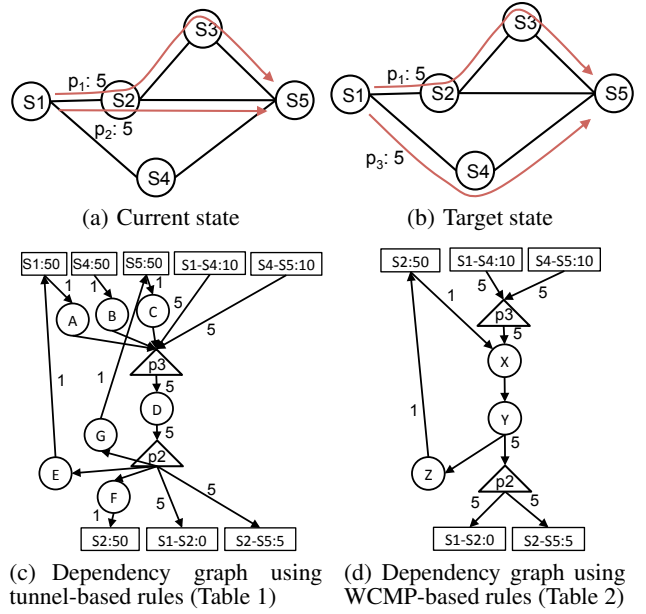 S3
S3
p₁: 5
p₁: 5
S1
S2
S5
S1
S2
S5
p₂: 5
p₃: 5
S4
S4
(a) Current state
(b) Target state
S1:50
S4:50
S5:50
S1-S4:10
S4-S5:10
S2:50
S1-S4:10
S4-S5:10
1
1
1
5
5
1
5
5
A
B
C
p3
5
X
p3
5
1
1
D
5
Y
G
p2
1
5
E
Z
p2
F
5
5
5
5
1
S2:50
S1-S2:0
S2-S5:5
S1-S2:0
S2-S5:5
(c) Dependency graph using
tunnel-based rules (Table 1)
(d) Dependency graph using
WCMP-based rules (Table 2)